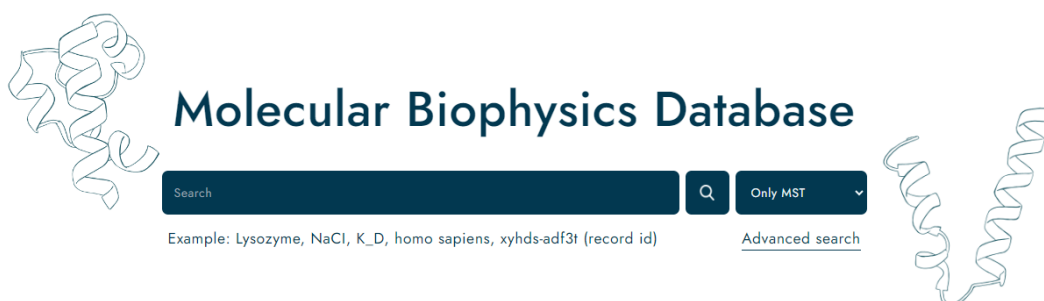 Molecular Biophysics Database
Search
Only MST
Example: Lysozyme, NaCl, K_D, homo sapiens, xyhds-adf3t (record id)
Advanced search